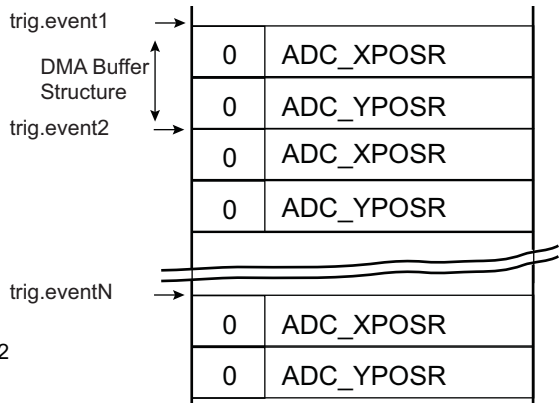 trig.event1
0 ADC_XPOSR
DMA Buffer
Structure
0 ADC_YPOSR
trig.event2
0 ADC_XPOSR
0 ADC_YPOSR
trig.eventN
0 ADC_XPOSR
2
0 ADC_YPOSR